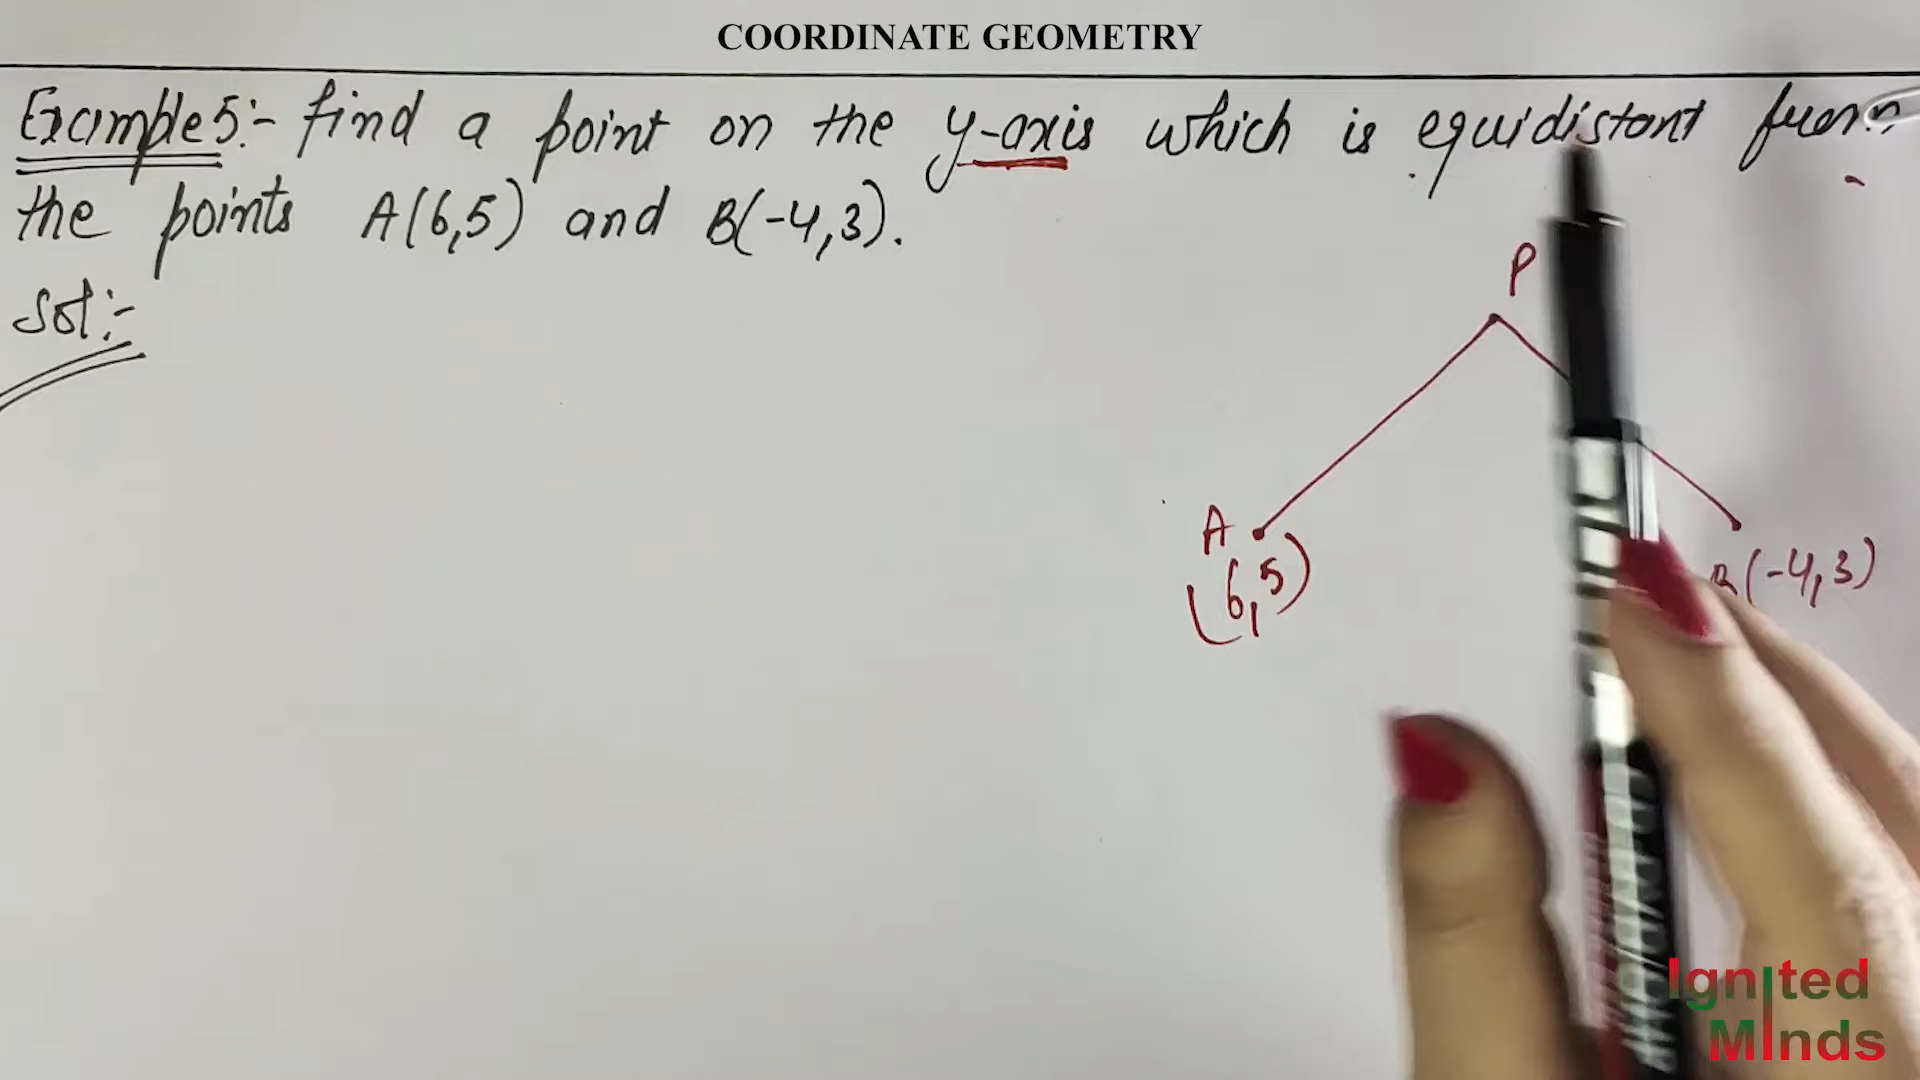 COORDINATE GEOMETRY
Example 5:- find a point on the y-axis which is equidistant from
the points A(6,5) and B(-4,3).
Sol:-
P
A
(6,5)
B(-4,3)
Ignited
Minds